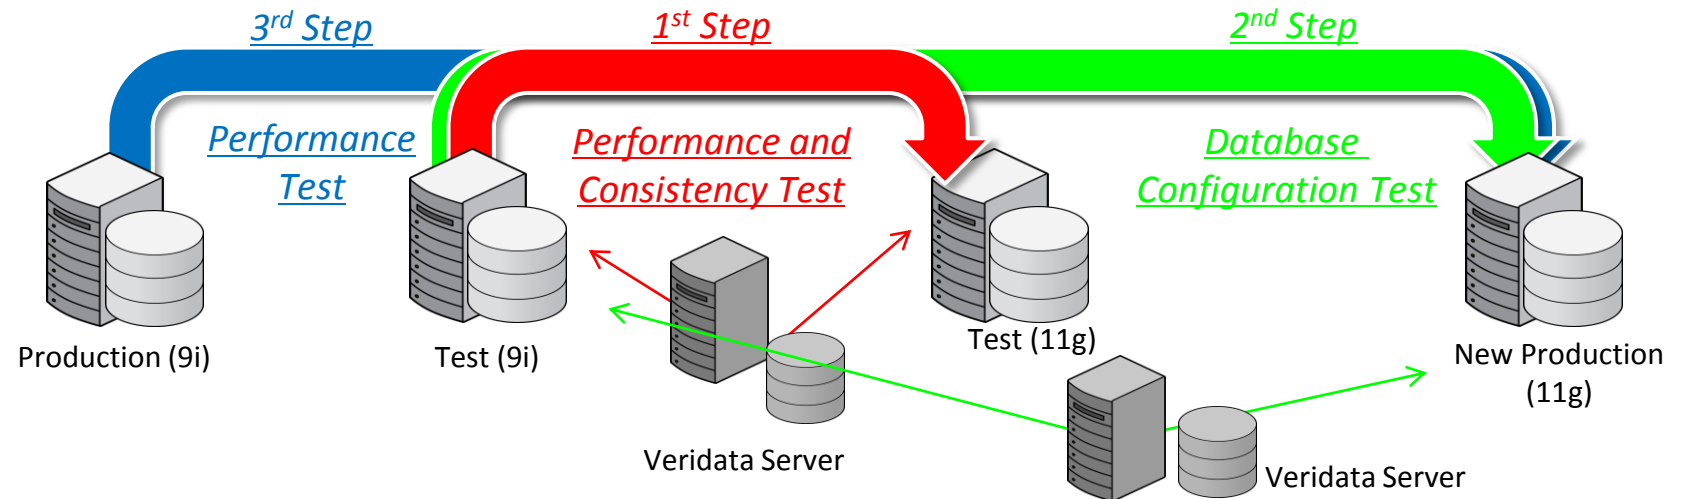 3rd Step
1st Step
2nd Step
Performance
Test
Performance and
Consistency Test
Database
Configuration Test
Production (9i)
Test (9i)
Test (11g)
New Production
(11g)
Veridata Server
Veridata Server